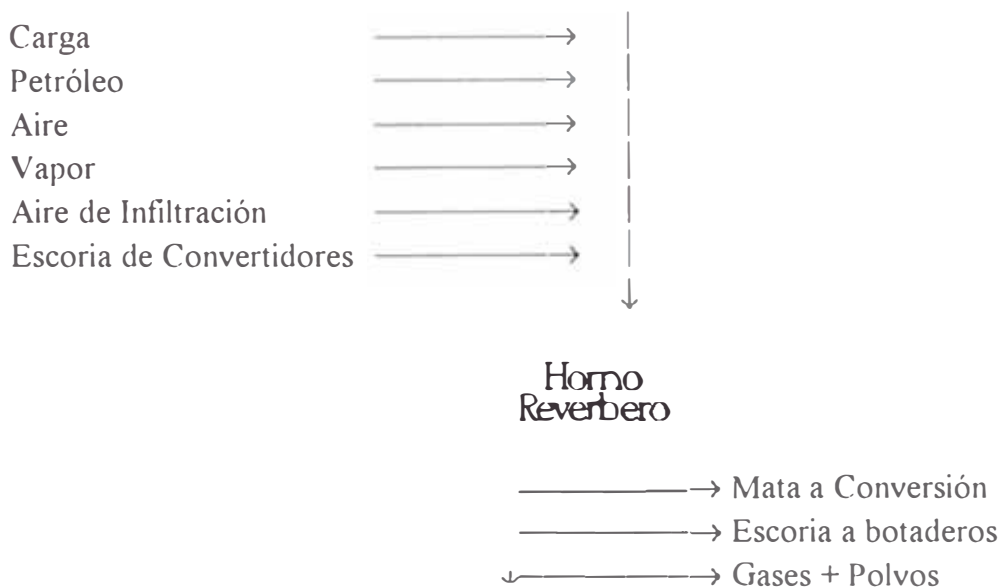 Carga
Petróleo
Aire
Vapor
Aire de Infiltración
Escoria de Convertidores
Horno
Reverbero
Mata a Conversión
Escoria a botaderos
Gases + Polvos